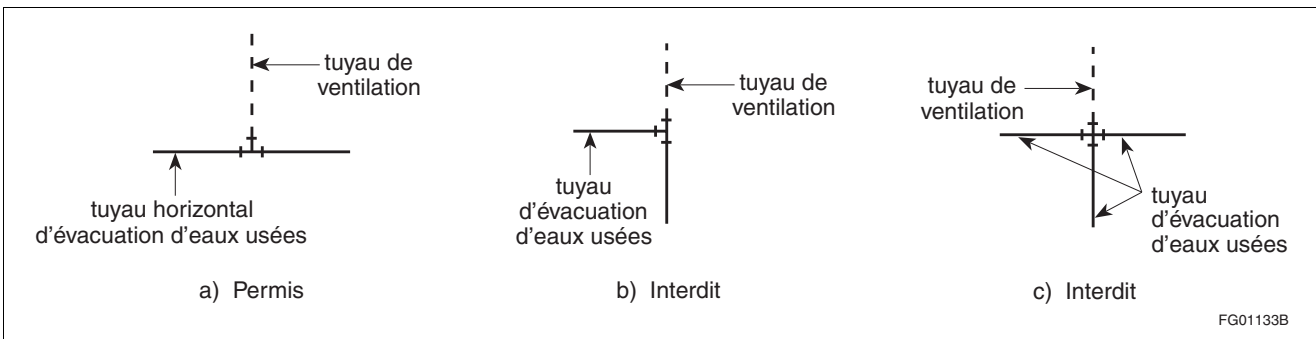 tuyau de
ventilation
tuyau horizontal
d'évacuation d'eaux usées
a) Permis
tuyau de
ventilation
tuyau
d'évacuation
d'eaux usées
b) Interdit
tuyau de
ventilation
tuyau
d'évacuation
d'eaux usées
c) Interdit
FG01133B